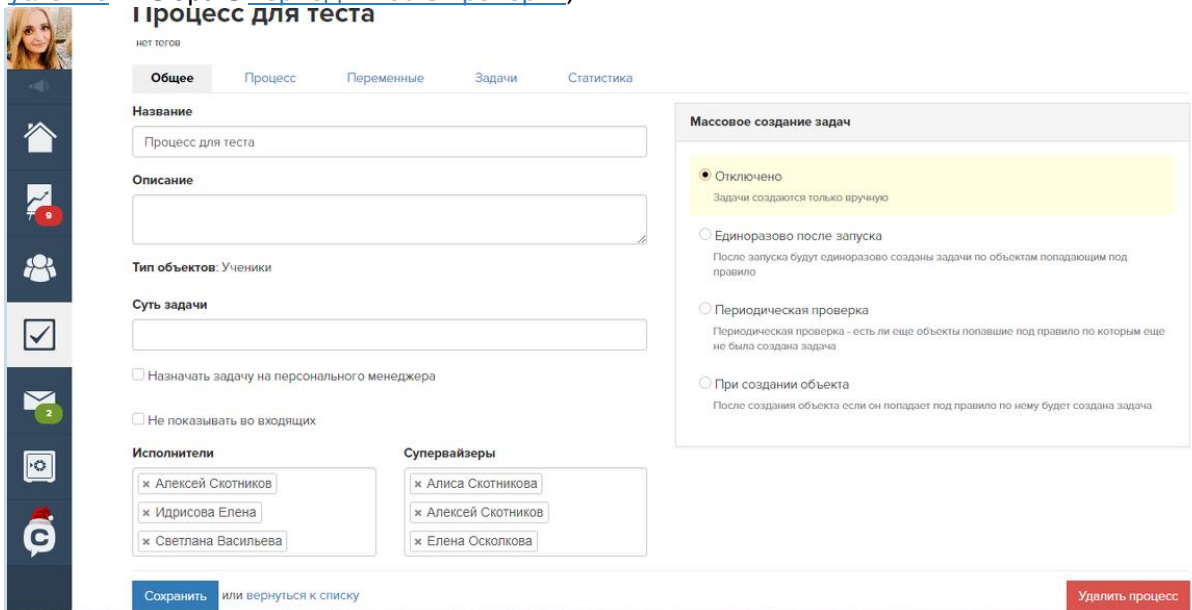 Процесс для теста
нет тегов
Общее Процесс Переменные Задачи Статистика
Название
Процесс для теста
Описание
Тип объектов: Ученики
Суть задачи
Назначать задачу на персонального менеджера
Не показывать во входящих
Исполнители
× Алексей Скотников
× Идрисова Елена
× Светлана Васильева
Супервайзеры
× Алиса Скотникова
× Алексей Скотников
× Елена Осколкова
Массовое создание задач
Отключено
Задачи создаются только вручную
Единоразово после запуска
После запуска будут единоразово созданы задачи по объектам попадающим под
правило
Периодическая проверка
Периодическая проверка - есть ли еще объекты попавшие под правило по которым еще
не была создана задача
При создании объекта
После создания объекта если он попадает под правило по нему будет создана задача
9
2
Сохранить или вернуться к списку
Удалить процесс